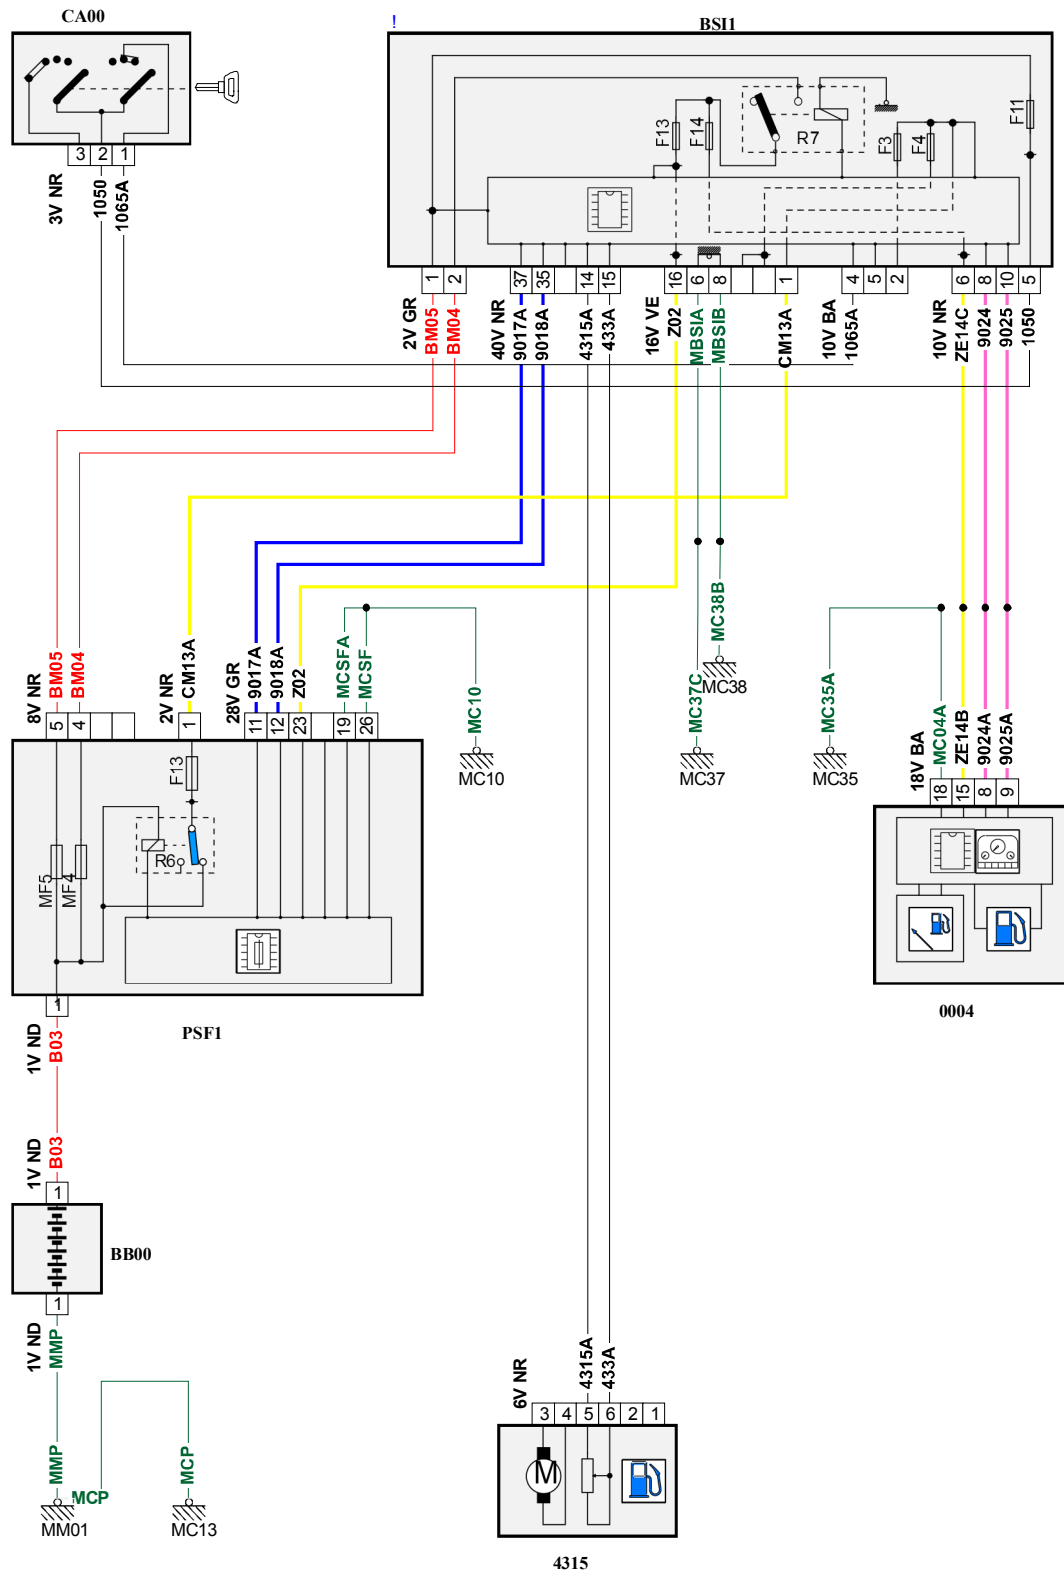 CA00
!
BSI1
F13
F14
R7
F3
F4
F11
3
2
1
3V NR
1050
1065A
1
2
37
35
14
15
16
6
8
1
4
5
2
6
8
10
5
2V GR
BM05
BM04
40V NR
9017A
9018A
4315A
433A
16V VE
Z02
MBSIA
MBSIB
CM13A
10V BA
1065A
10V NR
ZE14C
9024
9025
1050
8V NR
BM05
BM04
2V NR
CM13A
28V GR
9017A
9018A
Z02
MCSFA
MCSF
MC10
MC37C
MC38B
MC38
MC35A
18V BA
MC04A
ZE14B
9024A
9025A
5
4
1
11
12
23
19
26
MC10
MC37
MC35
18
15
8
9
F13
R6
MF5
MF4
1
PSF1
0004
1V ND
B03
1V ND
B03
1
BB00
1
1V ND
MMP
MMP
MCP
MCP
MM01
MC13
6V NR
4315A
433A
3
4
5
6
2
1
M
4315